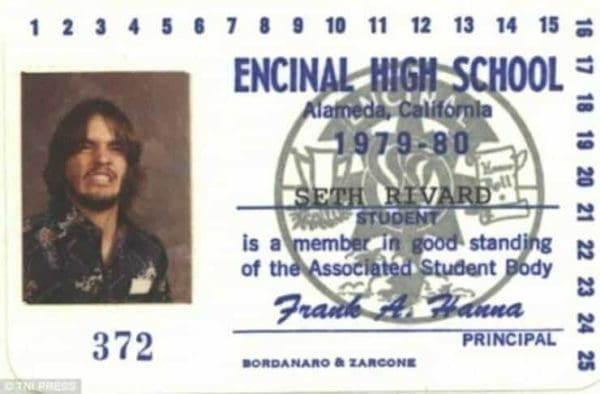 1 2 3 4 5 6 7 8 9 10 11 12 13 14 15
16 17 18 19 20 21 22 23 24 25
ENCINAL HIGH SCHOOL
Alameda, California
1979-80
SETH RIVARD
STUDENT
is a member in good standing
of the Associated Student Body
Frank A. Hanna
PRINCIPAL
372
BORDANARO & ZARCONE
© TNI PRESS